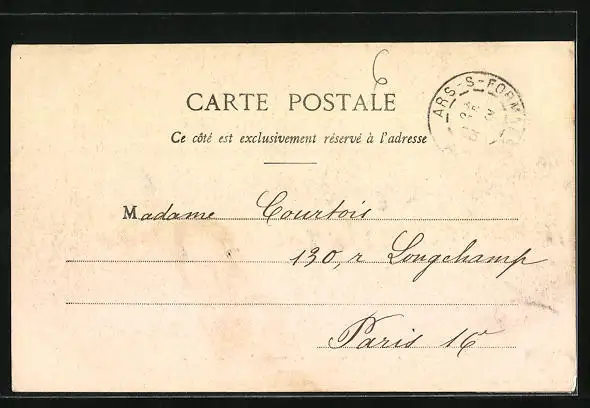 6
CARTE POSTALE
ARS-S-FORM
Ce côté est exclusivement réservé à l'adresse
Madame Courtois
130, r Longchamp
Paris 16e